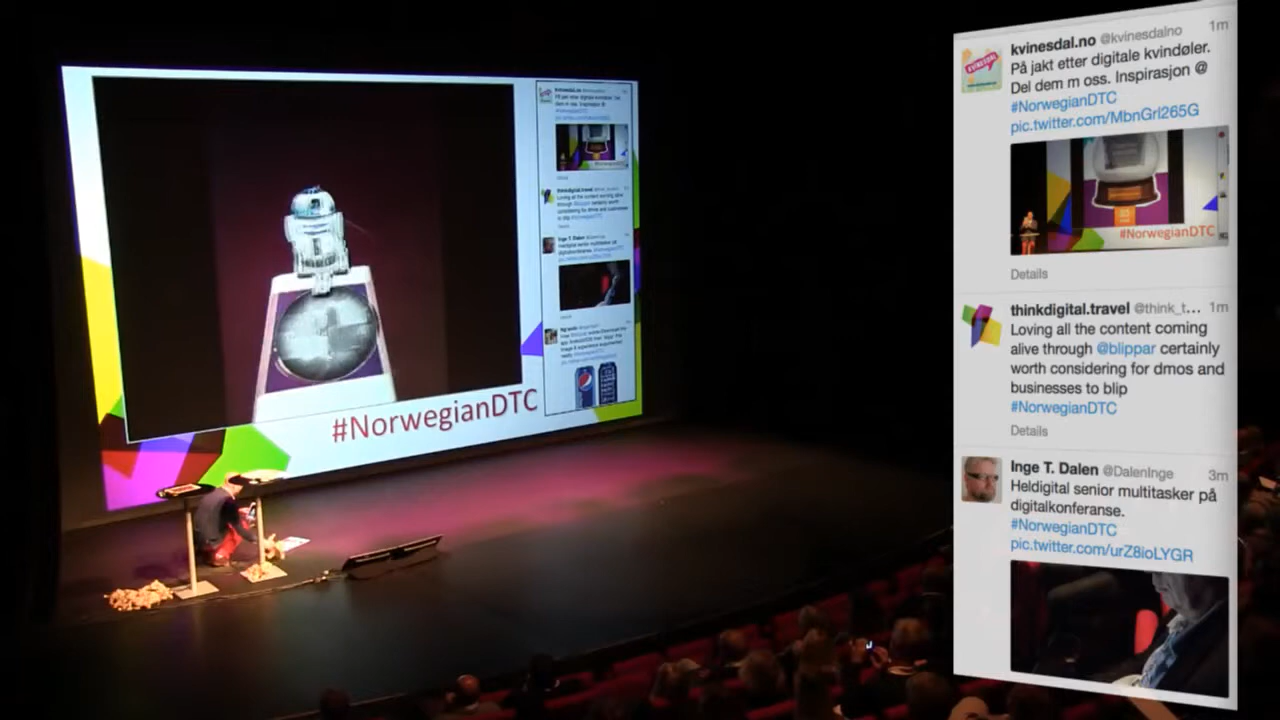 kvinesdal.no @kvinesdalno 1m
På jakt etter digitale kvindøler.
Del dem m oss. Inspirasjon @
#NorwegianDTC
pic.twitter.com/MbnGrl265G
#NorwegianDTC
Details
thinkdigital.travel @think_t... 1m
Loving all the content coming
alive through @blippar certainly
worth considering for dmos and
businesses to blip
#NorwegianDTC
Details
Inge T. Dalen @DalenInge 3m
Heldigital senior multitasker på
digitalkonferanse.
#NorwegianDTC
pic.twitter.com/urZ8ioLYGR
#NorwegianDTC